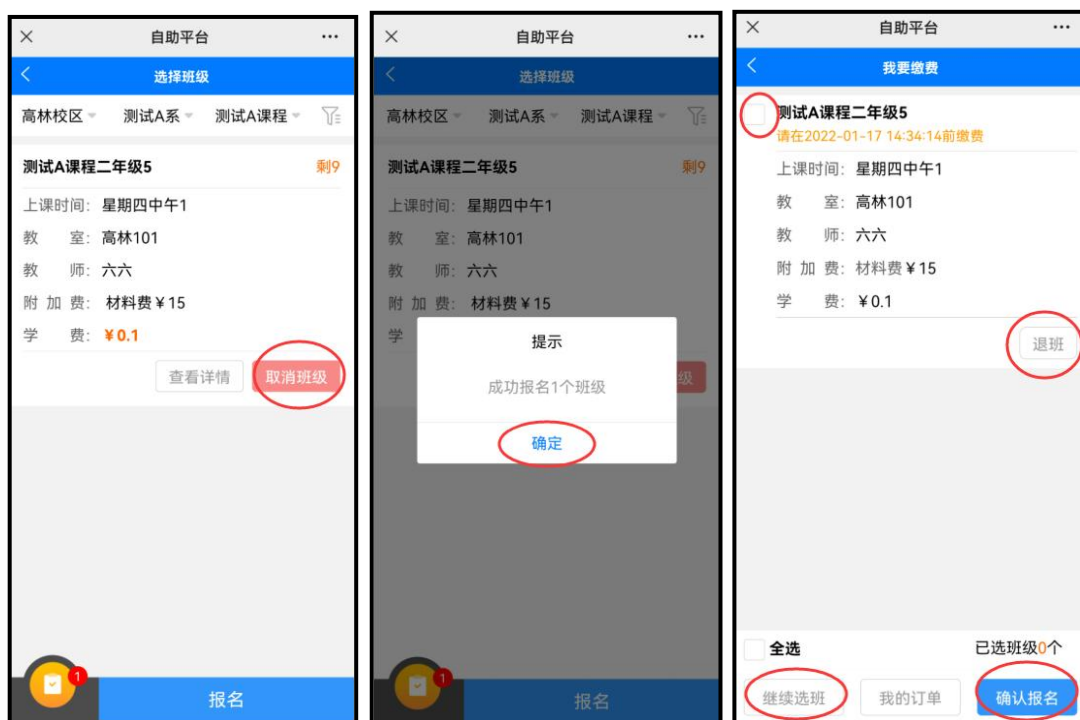 自助平台
选择班级
高林校区 测试A系 测试A课程
测试A课程二年级5 剩9
上课时间: 星期四中午1
教 室: 高林101
教 师: 六六
附 加 费: 材料费￥15
学 费: ￥0.1
查看详情 取消班级
1
报名
自助平台
选择班级
高林校区 测试A系 测试A课程
测试A课程二年级5 剩9
上课时间: 星期四中午1
教 室: 高林101
教 师: 六六
附 加 费: 材料费￥15
学
提示
成功报名1个班级
级
确定
1
报名
自助平台
我要缴费
测试A课程二年级5
请在2022-01-17 14:34:14前缴费
上课时间: 星期四中午1
教 室: 高林101
教 师: 六六
附 加 费: 材料费￥15
学 费: ￥0.1
退班
全选 已选班级0个
继续选班 我的订单 确认报名